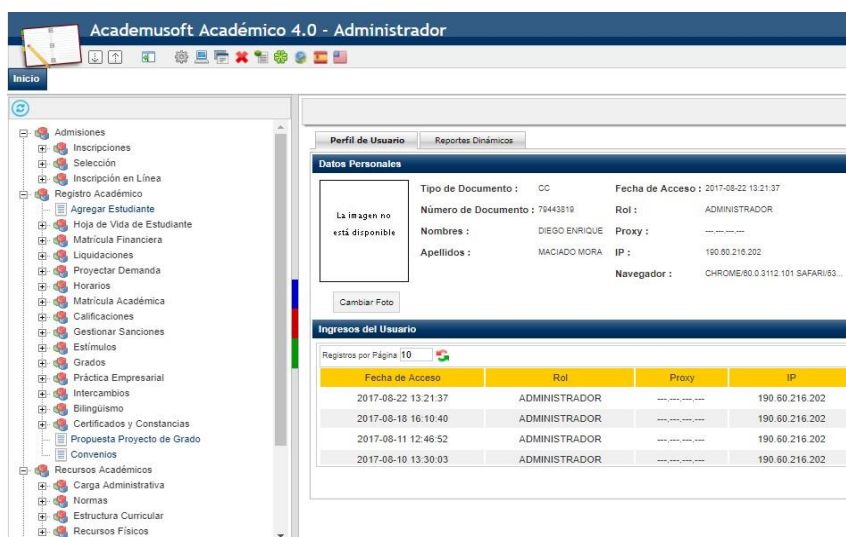 Academusoft Académico 4.0 - Administrador
Inicio
Admisiones
Inscripciones
Selección
Inscripción en Línea
Registro Académico
Agregar Estudiante
Hoja de Vida de Estudiante
Matrícula Financiera
Liquidaciones
Proyectar Demanda
Horarios
Matrícula Académica
Calificaciones
Gestionar Sanciones
Estímulos
Grados
Práctica Empresarial
Intercambios
Bilingüismo
Certificados y Constancias
Propuesta Proyecto de Grado
Convenios
Recursos Académicos
Carga Administrativa
Normas
Estructura Curricular
Recursos Físicos
Perfil de Usuario Reportes Dinámicos
Datos Personales
La imagen no
está disponible
Cambiar Foto
Tipo de Documento : CC Fecha de Acceso : 2017-08-22 13:21:37
Número de Documento : 79443819 Rol : ADMINISTRADOR
Nombres : DIEGO ENRIQUE Proxy : ---.---.---.---
Apellidos : MACIADO MORA IP : 190.60.216.202
Navegador : CHROME/60.0.3112.101 SAFARI/53...
Ingresos del Usuario
Registros por Página 10
Fecha de Acceso Rol Proxy IP
2017-08-22 13:21:37 ADMINISTRADOR ---.---.---.--- 190.60.216.202
2017-08-18 16:10:40 ADMINISTRADOR ---.---.---.--- 190.60.216.202
2017-08-11 12:46:52 ADMINISTRADOR ---.---.---.--- 190.60.216.202
2017-08-10 13:30:03 ADMINISTRADOR ---.---.---.--- 190.60.216.202